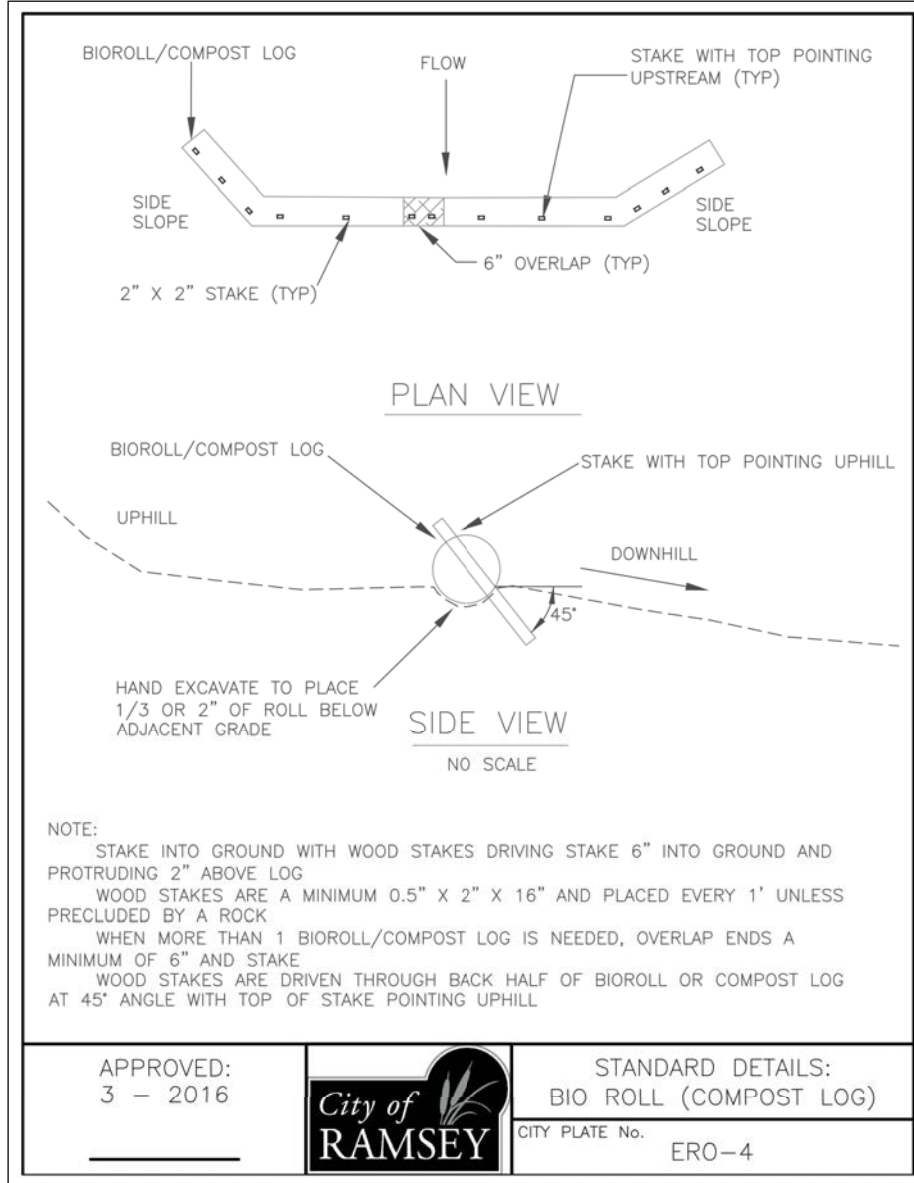 BIOROLL/COMPOST LOG
FLOW
STAKE WITH TOP POINTING
UPSTREAM (TYP)
SIDE
SLOPE
SIDE
SLOPE
6" OVERLAP (TYP)
2" X 2" STAKE (TYP)
PLAN VIEW
BIOROLL/COMPOST LOG
STAKE WITH TOP POINTING UPHILL
UPHILL
DOWNHILL
45°
HAND EXCAVATE TO PLACE
1/3 OR 2" OF ROLL BELOW
ADJACENT GRADE
SIDE VIEW
NO SCALE
NOTE:
STAKE INTO GROUND WITH WOOD STAKES DRIVING STAKE 6" INTO GROUND AND
PROTRUDING 2" ABOVE LOG
WOOD STAKES ARE A MINIMUM 0.5" X 2" X 16" AND PLACED EVERY 1' UNLESS
PRECLUDED BY A ROCK
WHEN MORE THAN 1 BIOROLL/COMPOST LOG IS NEEDED, OVERLAP ENDS A
MINIMUM OF 6" AND STAKE
WOOD STAKES ARE DRIVEN THROUGH BACK HALF OF BIOROLL OR COMPOST LOG
AT 45° ANGLE WITH TOP OF STAKE POINTING UPHILL
APPROVED:
3 - 2016
City of
RAMSEY
STANDARD DETAILS:
BIO ROLL (COMPOST LOG)
CITY PLATE No.
ERO-4